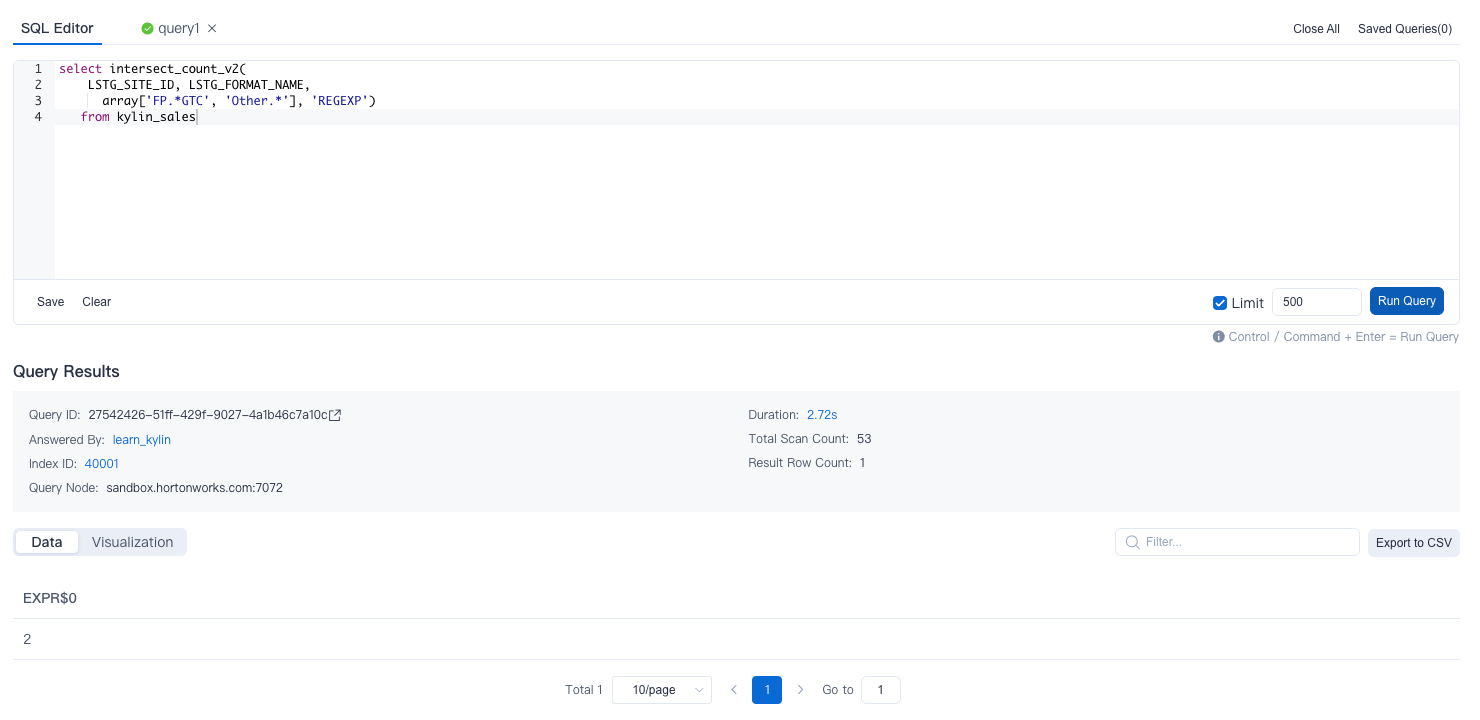 SQL Editor query1
Close All Saved Queries(0)
1 select intersect_count_v2(
2 LSTG_SITE_ID, LSTG_FORMAT_NAME,
3 array['FP.*GTC', 'Other.*'], 'REGEXP')
4 from kylin_sales
Save Clear
Limit 500 Run Query
Control / Command + Enter = Run Query
Query Results
Query ID: 27542426-51ff-429f-9027-4a1b46c7a10c
Answered By: learn_kylin
Index ID: 40001
Query Node: sandbox.hortonworks.com:7072
Duration: 2.72s
Total Scan Count: 53
Result Row Count: 1
Data Visualization
Filter... Export to CSV
EXPR$0
2
Total 1 10/page 1 Go to 1